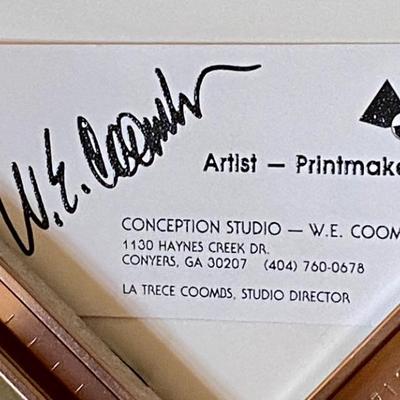 W.E. Coombs
Artist — Printmake
CONCEPTION STUDIO — W.E. COOM
1130 HAYNES CREEK DR.
CONYERS, GA 30207 (404) 760-0678
LA TRECE COOMBS, STUDIO DIRECTOR